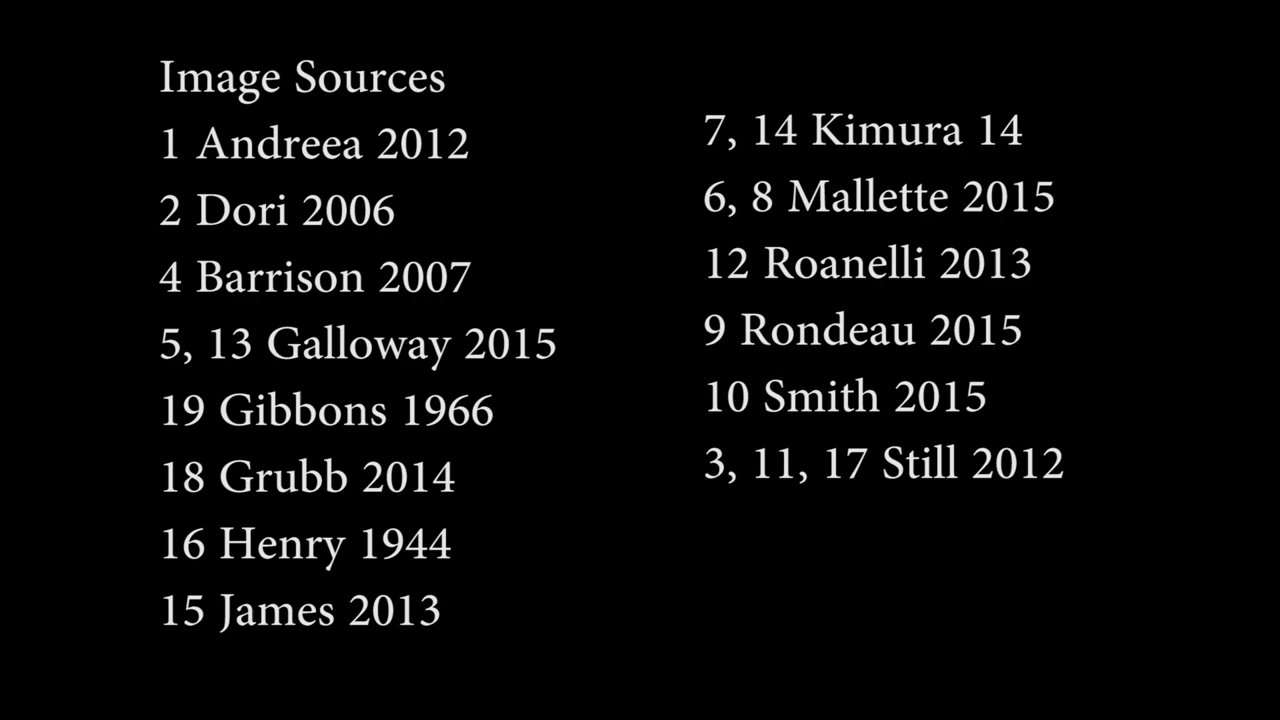 Image Sources
1 Andreea 2012
2 Dori 2006
4 Barrison 2007
5, 13 Galloway 2015
19 Gibbons 1966
18 Grubb 2014
16 Henry 1944
15 James 2013
7, 14 Kimura 14
6, 8 Mallette 2015
12 Roanelli 2013
9 Rondeau 2015
10 Smith 2015
3, 11, 17 Still 2012